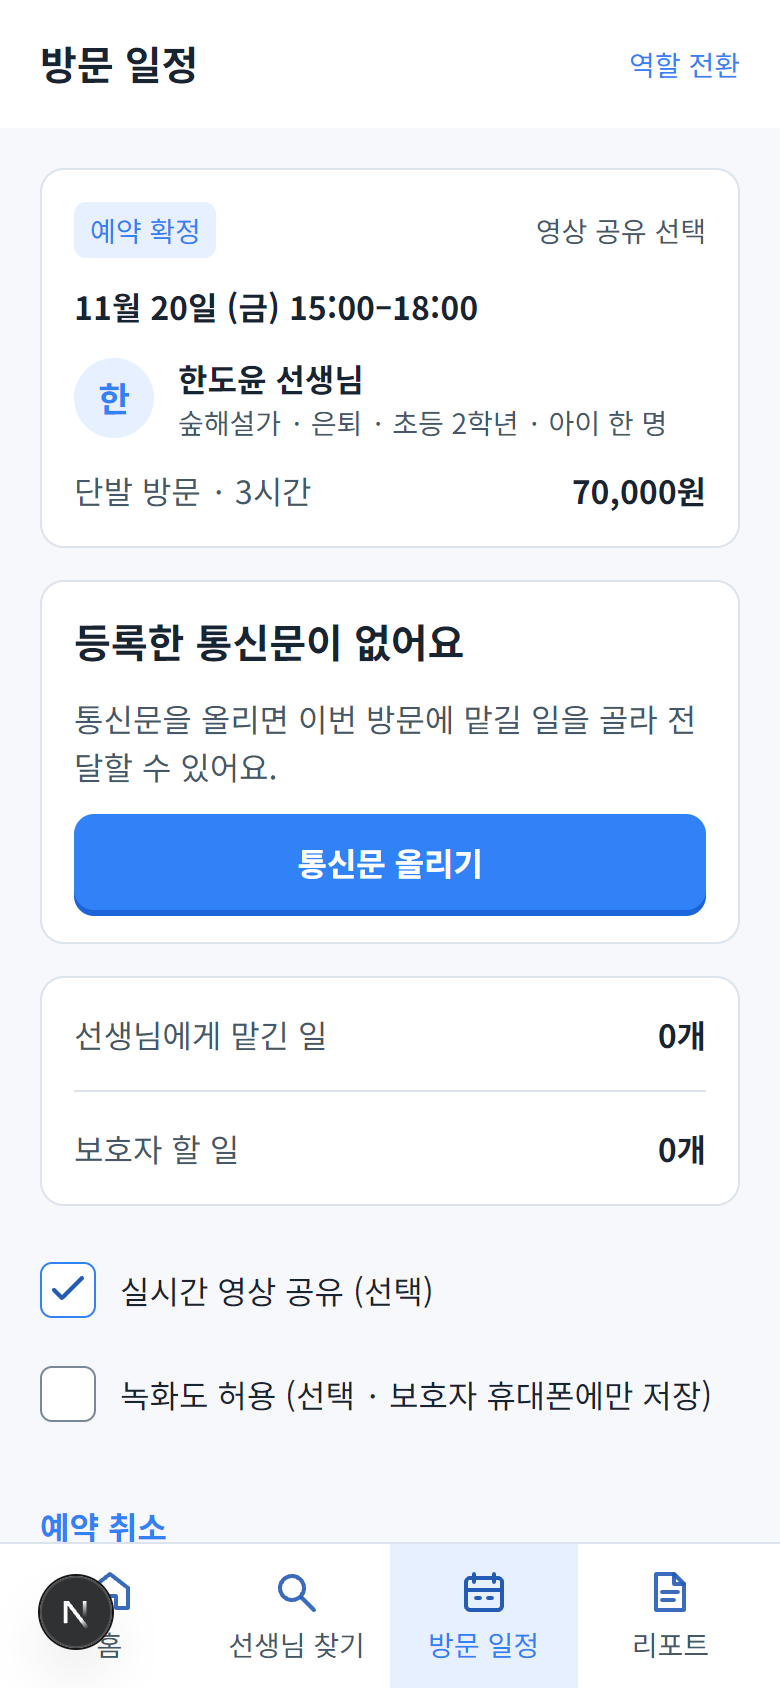 방문 일정
역할 전환
예약 확정
영상 공유 선택
11월 20일 (금) 15:00–18:00
한
한도윤 선생님
숲해설가 · 은퇴 · 초등 2학년 · 아이 한 명
단발 방문 · 3시간
70,000원
등록한 통신문이 없어요
통신문을 올리면 이번 방문에 맡길 일을 골라 전
달할 수 있어요.
통신문 올리기
선생님에게 맡긴 일
0개
보호자 할 일
0개
실시간 영상 공유 (선택)
녹화도 허용 (선택 · 보호자 휴대폰에만 저장)
예약 취소
N
홈
선생님 찾기
방문 일정
리포트